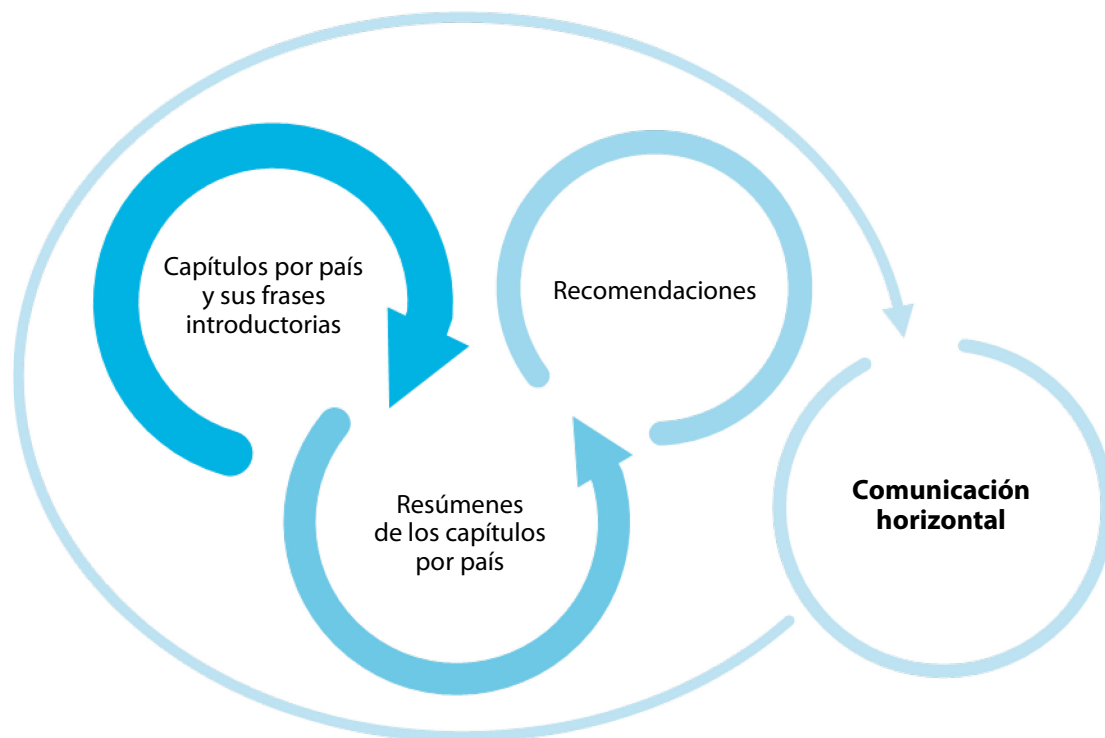 Capítulos por país
y sus frases
introductorias
Recomendaciones
Resúmenes
de los capítulos
por país
Comunicación
horizontal